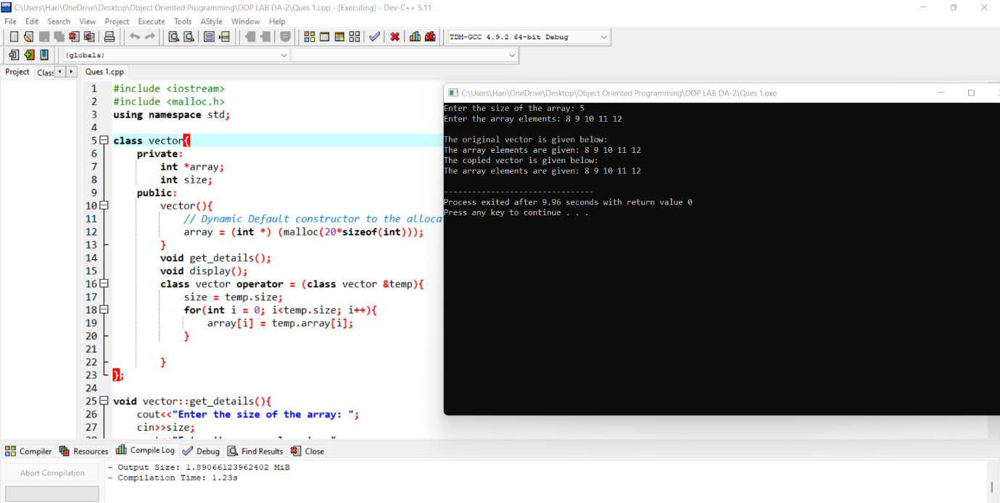 C:\Users\Hari\OneDrive\Desktop\Object Oriented Programming\OOP LAB DA-2\Ques 1.cpp - [Executing] - Dev-C++ 5.11
File Edit Search View Project Execute Tools AStyle Window Help
TDM-GCC 4.9.2 64-bit Debug
(globals)
Project Clas
Ques 1.cpp
1 #include <iostream>
2 #include <malloc.h>
3 using namespace std;
4
5 class vector{
6 private:
7 int *array;
8 int size;
9 public:
10 vector(){
11 // Dynamic Default constructor to the alloca
12 array = (int *) (malloc(20*sizeof(int)));
13 }
14 void get_details();
15 void display();
16 class vector operator = (class vector &temp){
17 size = temp.size;
18 for(int i = 0; i<temp.size; i++){
19 array[i] = temp.array[i];
20 }
21
22 }
23 };
24
25 void vector::get_details(){
26 cout<<"Enter the size of the array: ";
27 cin>>size;
C:\Users\Hari\OneDrive\Desktop\Object Oriented Programming\OOP LAB DA-2\Ques 1.exe
Enter the size of the array: 5
Enter the array elements: 8 9 10 11 12
The original vector is given below:
The array elements are given: 8 9 10 11 12
The copied vector is given below:
The array elements are given: 8 9 10 11 12
--------------------------------
Process exited after 9.96 seconds with return value 0
Press any key to continue . . .
Compiler Resources Compile Log Debug Find Results Close
Abort Compilation
- Output Size: 1.89066123962402 MiB
- Compilation Time: 1.23s